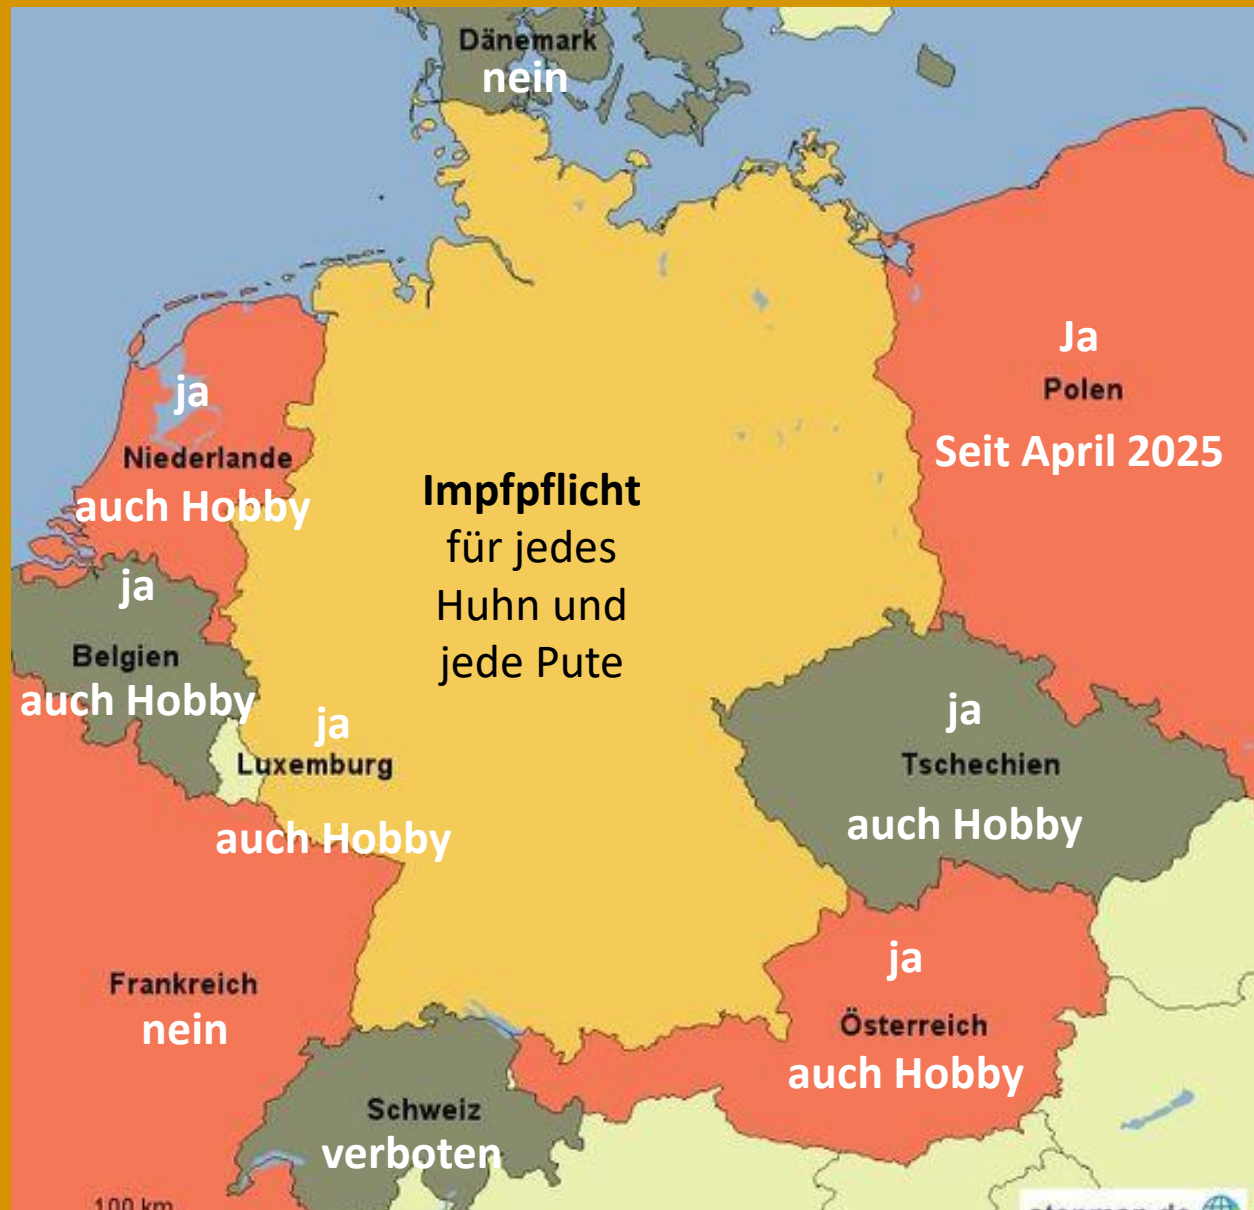 Dänemark
nein
Ja
Polen
Seit April 2025
ja
Niederlande
auch Hobby
Impfpflicht
für jedes
Huhn und
jede Pute
ja
Belgien
auch Hobby
ja
Luxemburg
auch Hobby
ja
Tschechien
auch Hobby
ja
Österreich
auch Hobby
Frankreich
nein
Schweiz
verboten
100 km